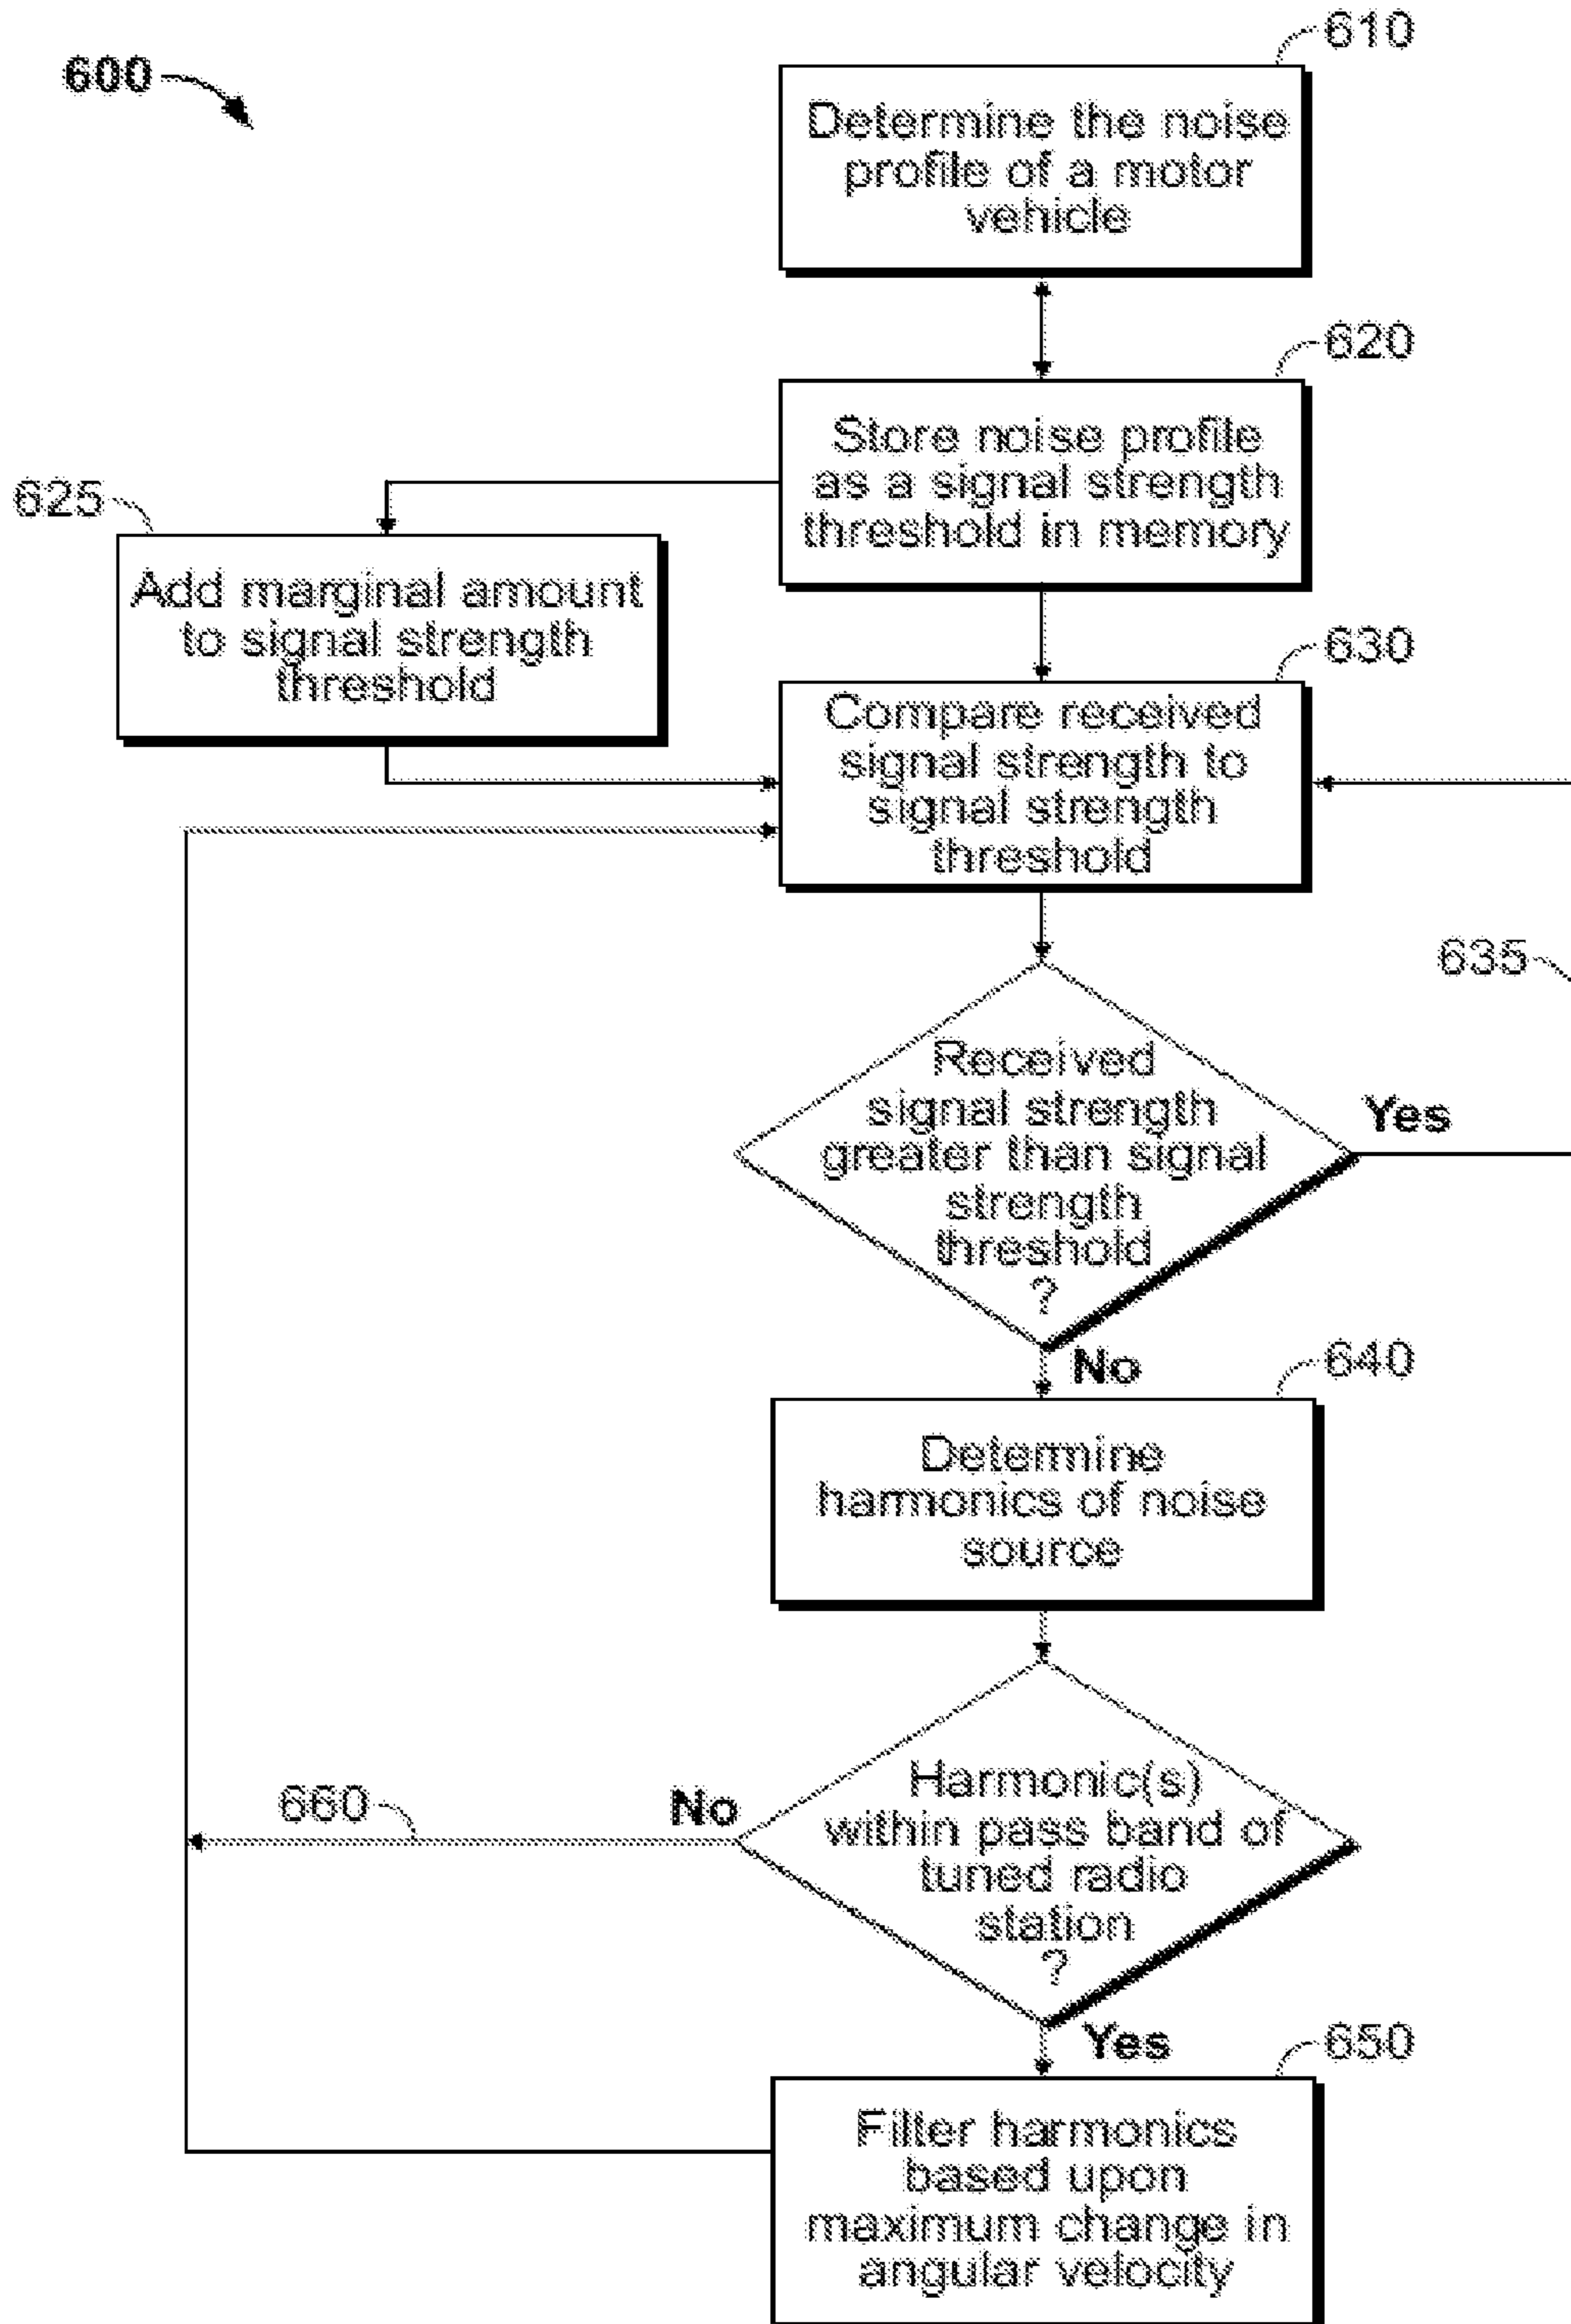 600
610
Determine the noise
profile of a motor
vehicle
620
Store noise profile
as a signal strength
threshold in memory
625
Add marginal amount
to signal strength
threshold
630
Compare received
signal strength to
signal strength
threshold
635
Received
signal strength
greater than signal
strength
threshold
?
Yes
No
640
Determine
harmonics of noise
source
Harmonic(s)
within pass band of
tuned radio
station
?
660
No
Yes
650
Filter harmonics
based upon
maximum change in
angular velocity